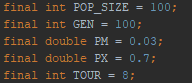 final int POP_SIZE = 100;
final int GEN = 100;
final double PM = 0.03;
final double PX = 0.7;
final int TOUR = 8;